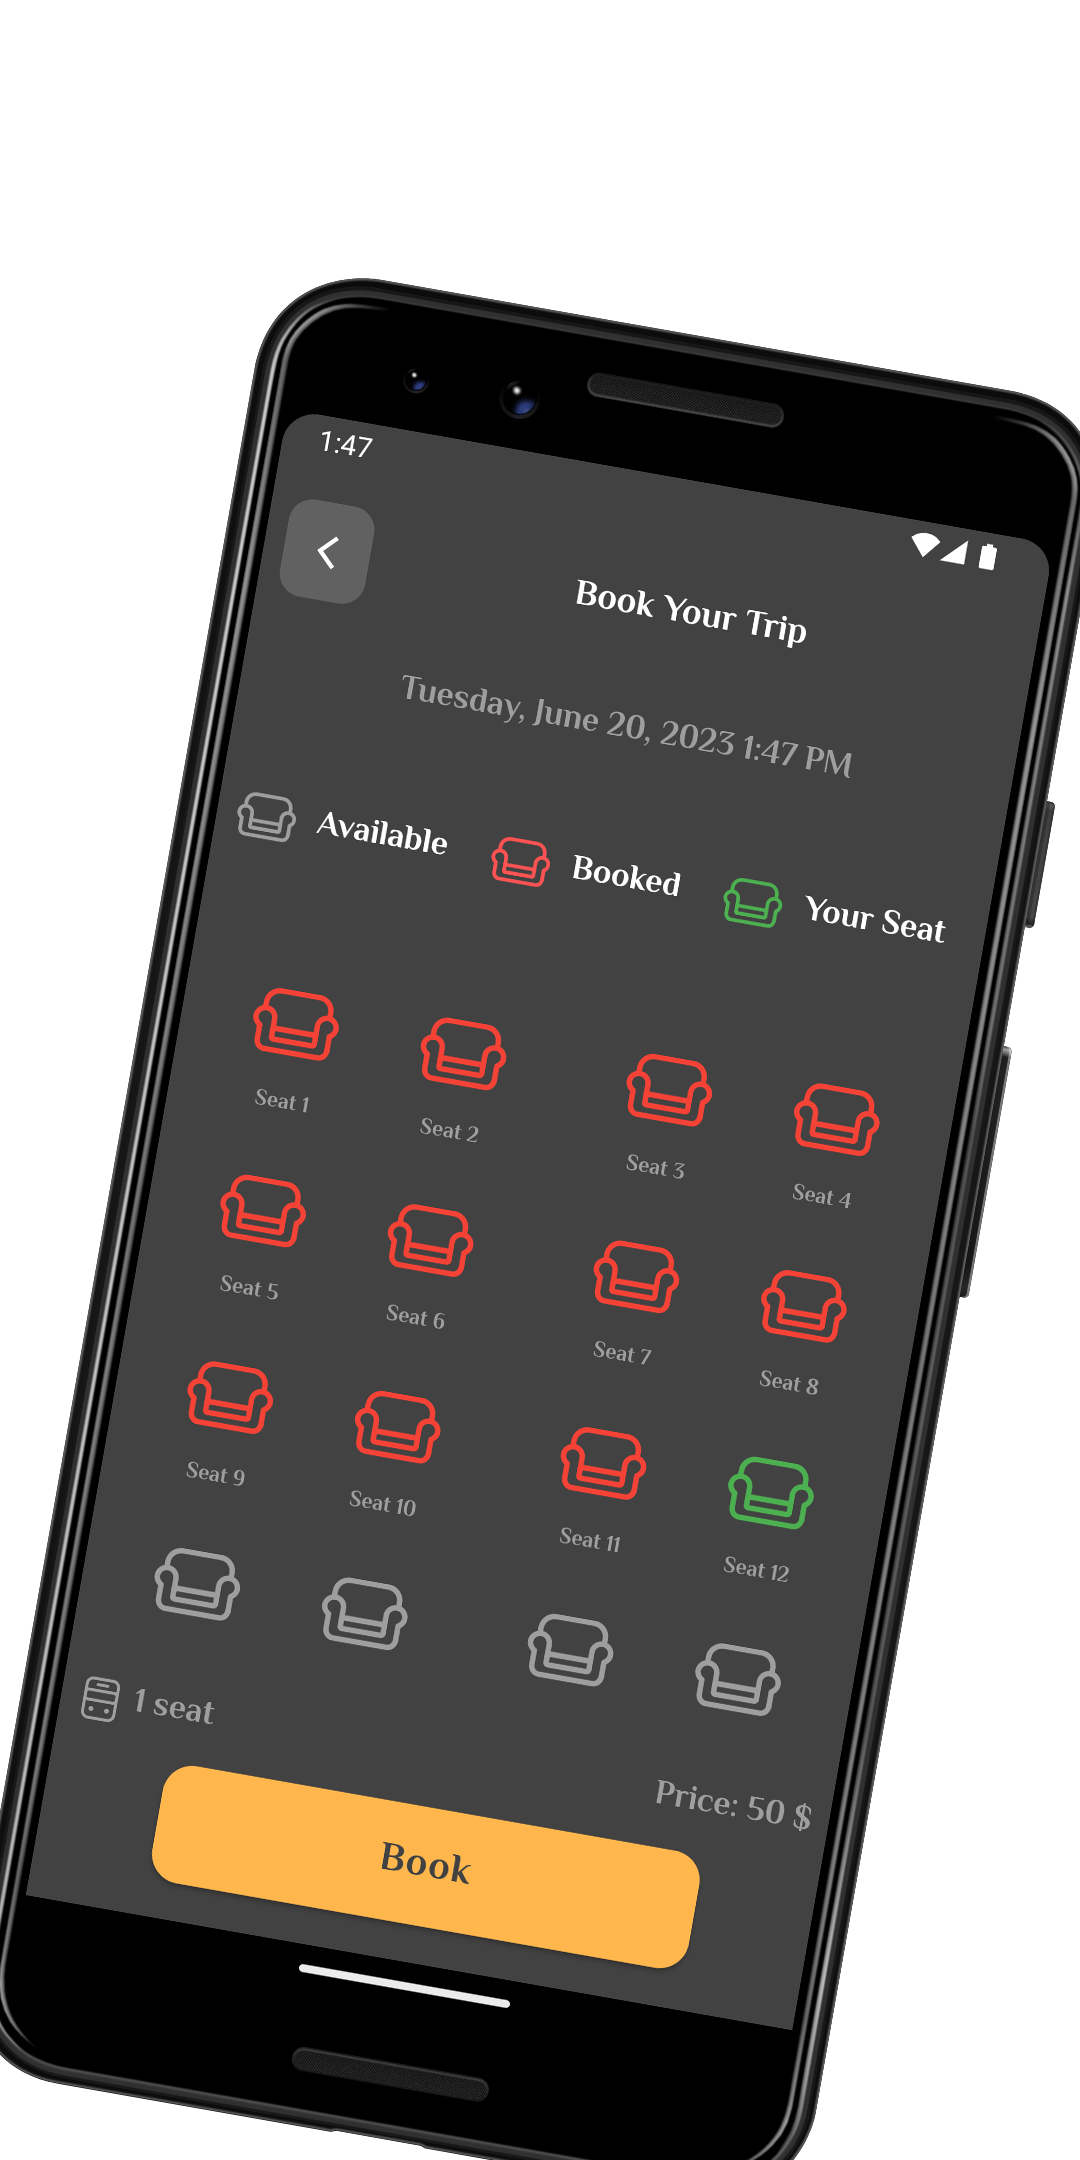 1:47
Book Your Trip
Tuesday, June 20, 2023 1:47 PM
Available Booked Your Seat
Seat 1 Seat 2 Seat 3 Seat 4
Seat 5 Seat 6 Seat 7 Seat 8
Seat 9 Seat 10 Seat 11 Seat 12
1 seat
Price: 50 $
Book